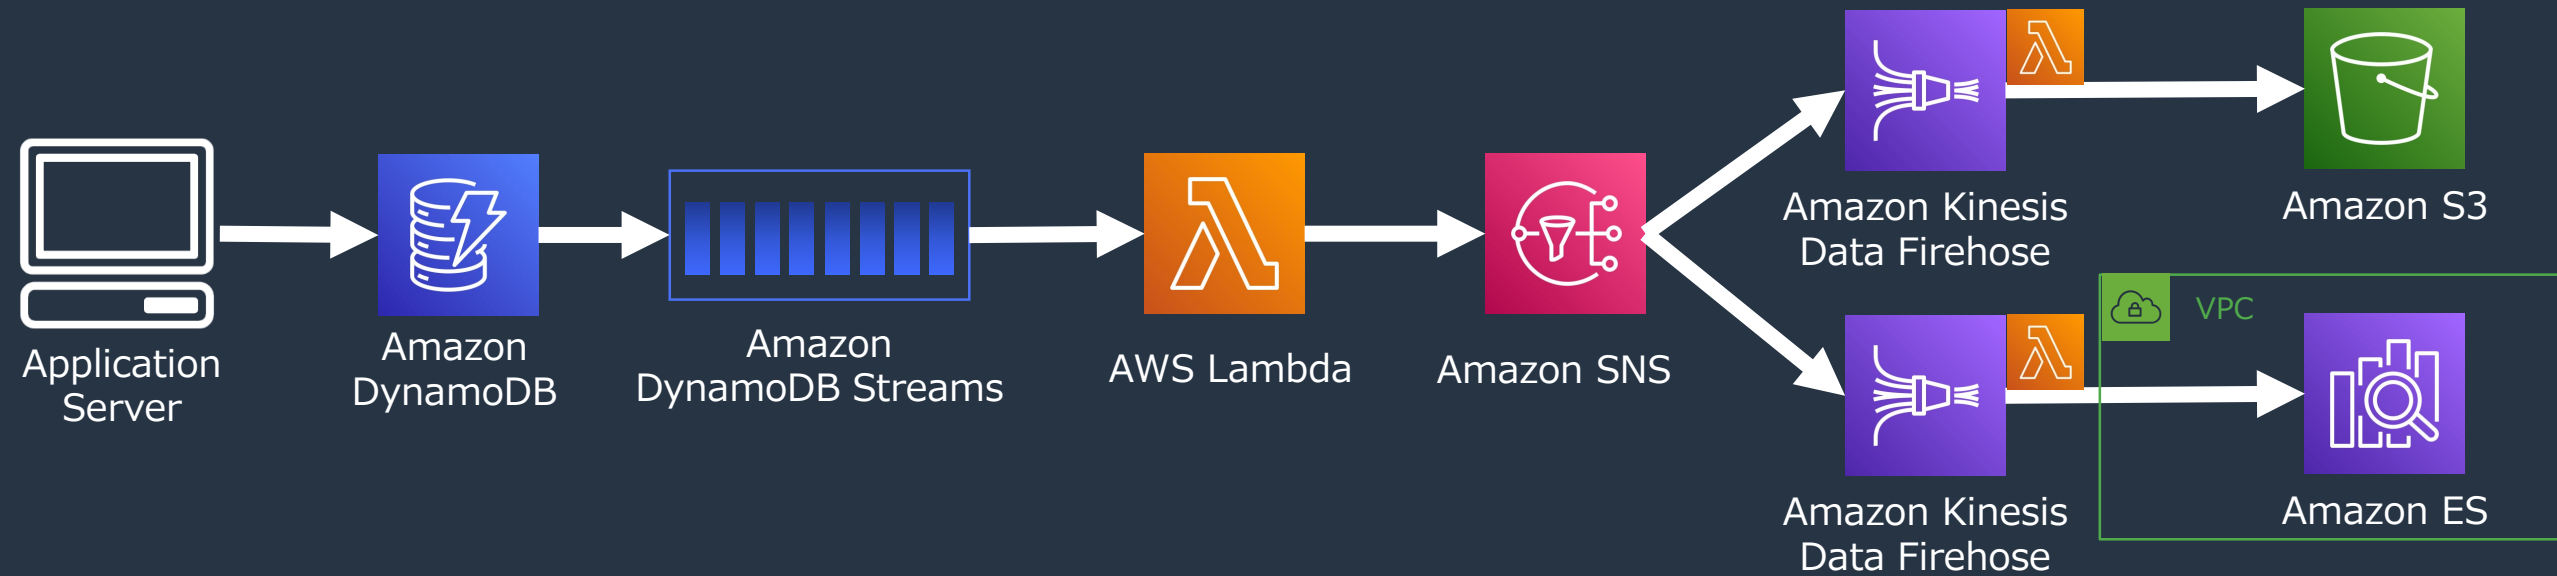 Application
Server
Amazon
DynamoDB
Amazon
DynamoDB Streams
AWS Lambda
Amazon SNS
Amazon Kinesis
Data Firehose
Amazon S3
VPC
Amazon Kinesis
Data Firehose
Amazon ES